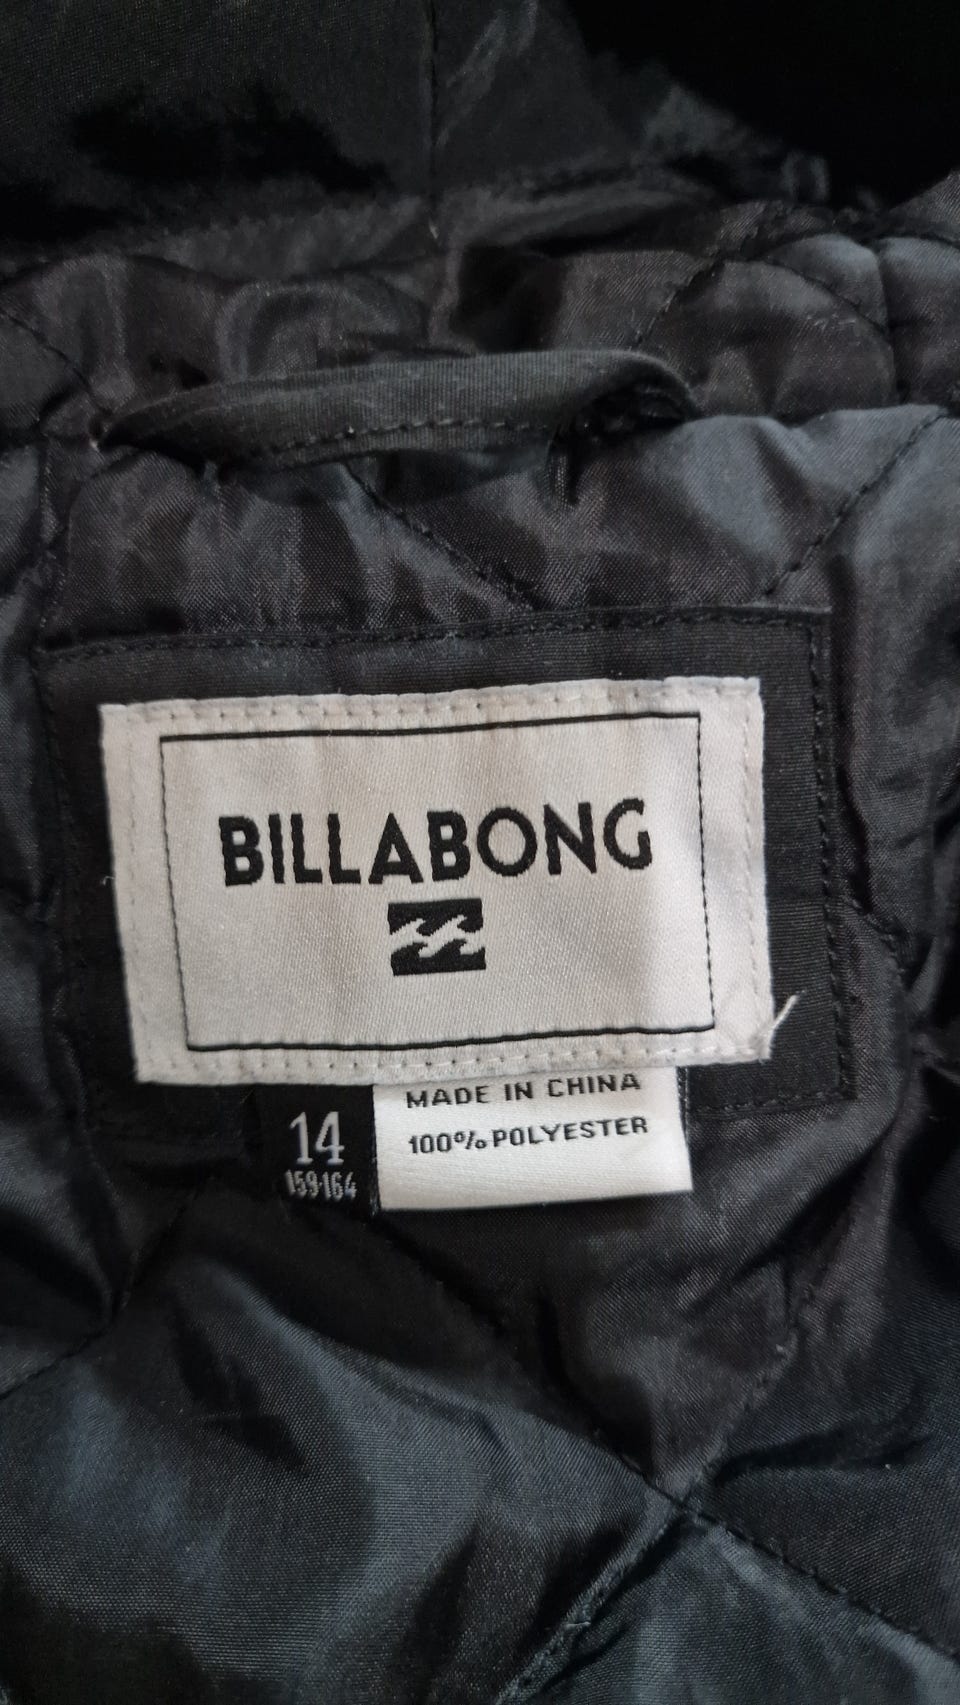 BILLABONG
MADE IN CHINA
100% POLYESTER
14
159-164